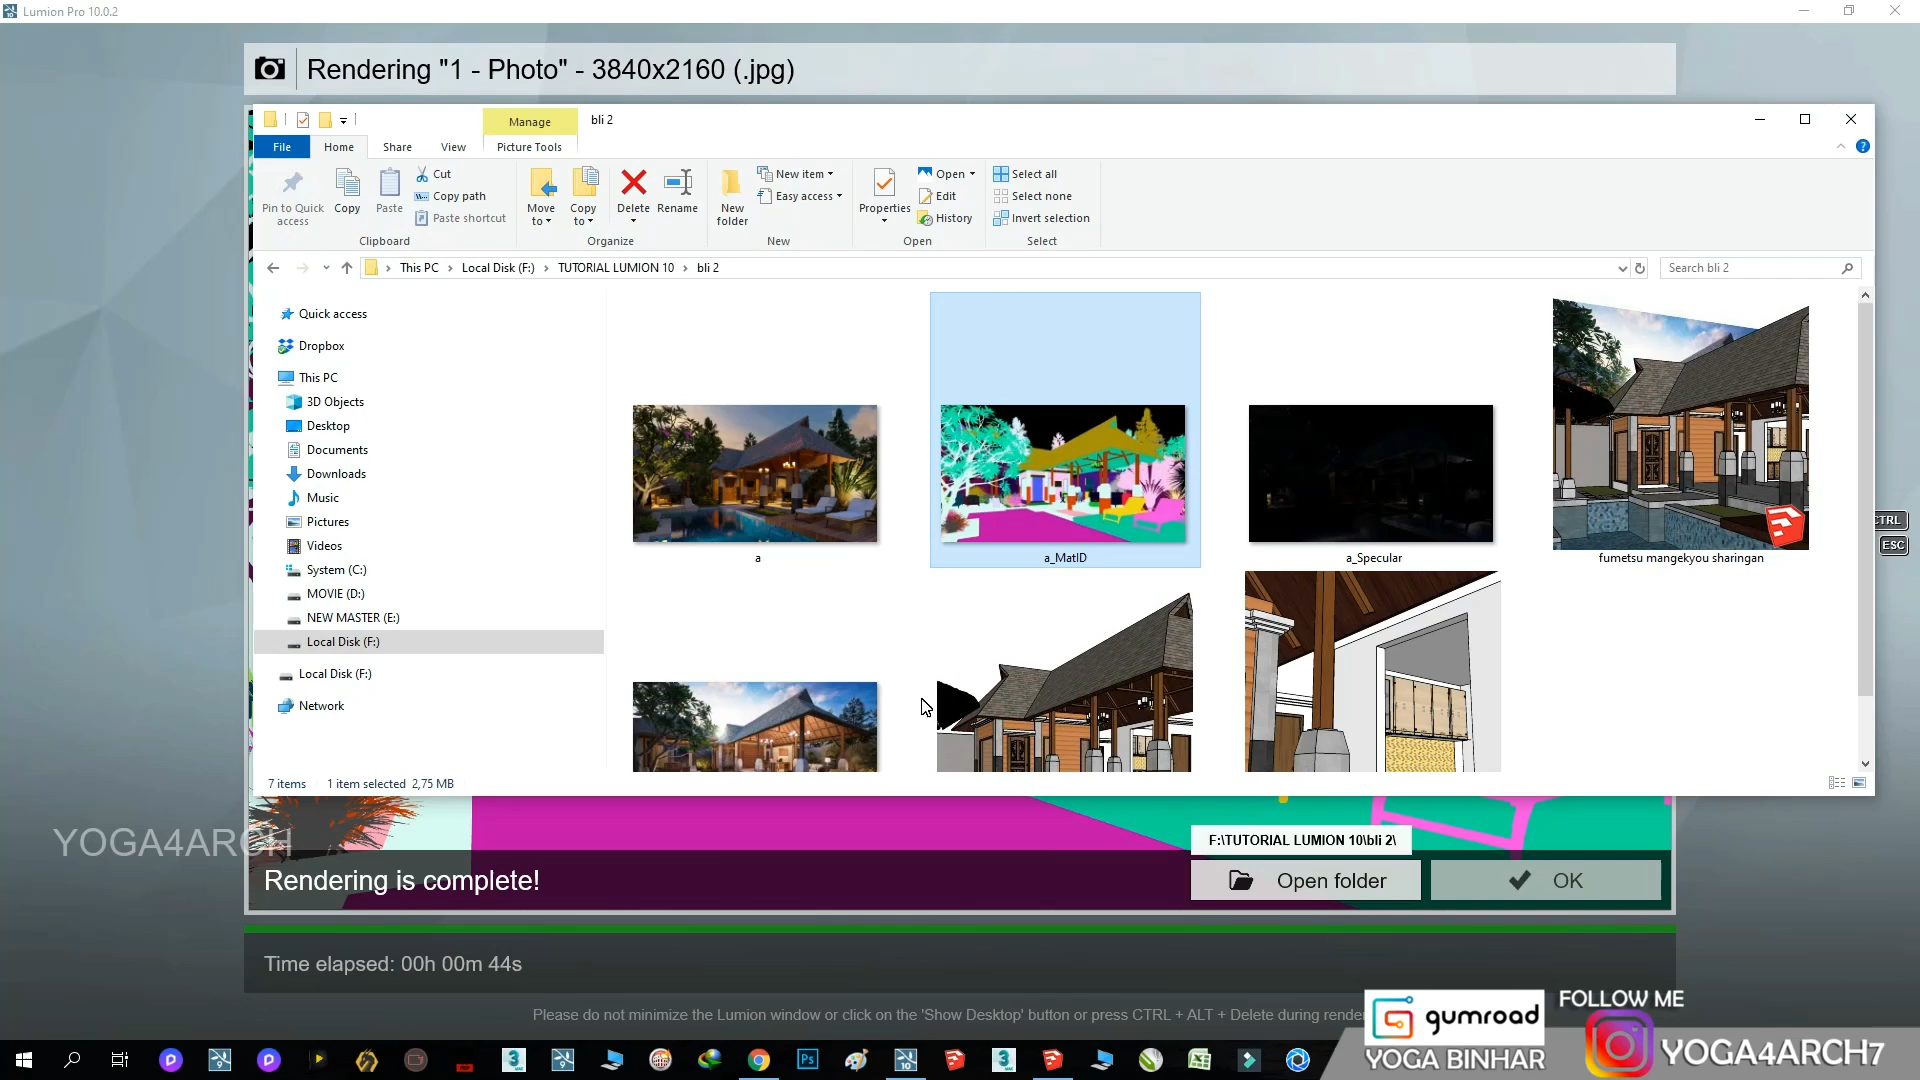 Lumion Pro 10.0.2
Rendering "1 - Photo" - 3840x2160 (.jpg)
Manage
bli 2
File
Home
Share
View
Picture Tools
Pin to Quick access
Copy
Paste
Cut
Copy path
Paste shortcut
Clipboard
Move to
Copy to
Delete
Rename
Organize
New folder
New item
Easy access
New
Properties
Open
Edit
History
Open
Select all
Select none
Invert selection
Select
This PC
Local Disk (F:)
TUTORIAL LUMION 10
bli 2
Search bli 2
Quick access
Dropbox
This PC
3D Objects
Desktop
Documents
Downloads
Music
Pictures
Videos
System (C:)
MOVIE (D:)
NEW MASTER (E:)
Local Disk (F:)
Local Disk (F:)
Network
a
a_MatID
a_Specular
fumetsu mangekyou sharingan
CTRL
ESC
7 items
1 item selected 2,75 MB
YOGA4ARCH
F:\TUTORIAL LUMION 10\bli 2\
Rendering is complete!
Open folder
OK
Time elapsed: 00h 00m 44s
Please do not minimize the Lumion window or click on the 'Show Desktop' button or press CTRL + ALT + Delete during render
gumroad
YOGA BINHAR
FOLLOW ME
YOGA4ARCH7